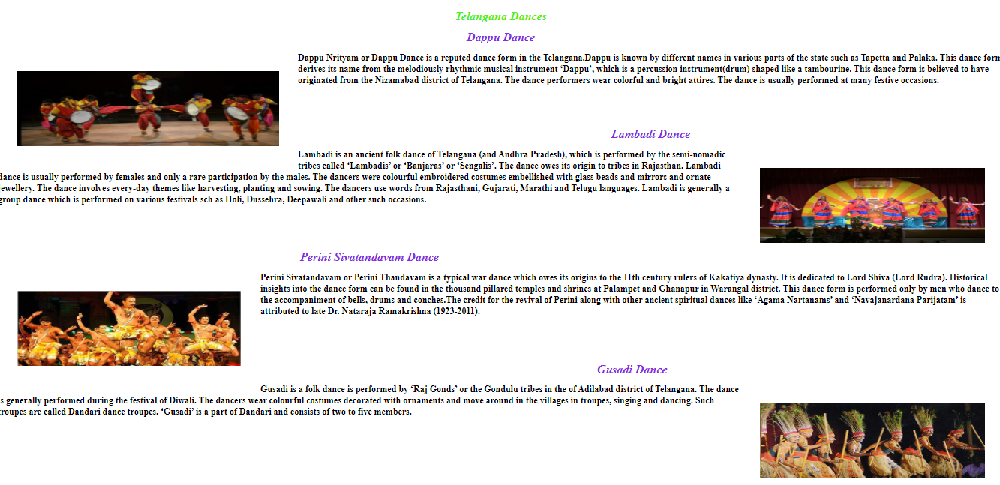 Telangana Dances
Dappu Dance
Dappu Nrityam or Dappu Dance is a reputed dance form in the Telangana.Dappu is known by different names in various parts of the state such as Tapetta and Palaka. This dance form
derives its name from the melodiously rhythmic musical instrument ‘Dappu’, which is a percussion instrument(drum) shaped like a tambourine. This dance form is believed to have
originated from the Nizamabad district of Telangana. The dance performers wear colorful and bright attires. The dance is usually performed at many festive occasions.
Lambadi Dance
Lambadi is an ancient folk dance of Telangana (and Andhra Pradesh), which is performed by the semi-nomadic
tribes called ‘Lambadis’ or ‘Banjaras’ or ‘Sengalis’. The dance owes its origin to tribes in Rajasthan. Lambadi
dance is usually performed by females and only a rare participation by the males. The dancers were colourful embroidered costumes embellished with glass beads and mirrors and ornate
ewellery. The dance involves every-day themes like harvesting, planting and sowing. The dancers use words from Rajasthani, Gujarati, Marathi and Telugu languages. Lambadi is generally a
group dance which is performed on various festivals sch as Holi, Dussehra, Deepawali and other such occasions.
Perini Sivatandavam Dance
Perini Sivatandavam or Perini Thandavam is a typical war dance which owes its origins to the 11th century rulers of Kakatiya dynasty. It is dedicated to Lord Shiva (Lord Rudra). Historical
insights into the dance form can be found in the thousand pillared temples and shrines at Palampet and Ghanapur in Warangal district. This dance form is performed only by men who dance to
the accompaniment of bells, drums and conches.The credit for the revival of Perini along with other ancient spiritual dances like ‘Agama Nartanams’ and ‘Navajanardana Parijatam’ is
attributed to late Dr. Nataraja Ramakrishna (1923-2011).
Gusadi Dance
Gusadi is a folk dance is performed by ‘Raj Gonds’ or the Gondulu tribes in the of Adilabad district of Telangana. The dance
s generally performed during the festival of Diwali. The dancers wear colourful costumes decorated with ornaments and move around in the villages in troupes, singing and dancing. Such
troupes are called Dandari dance troupes. ‘Gusadi’ is a part of Dandari and consists of two to five members.